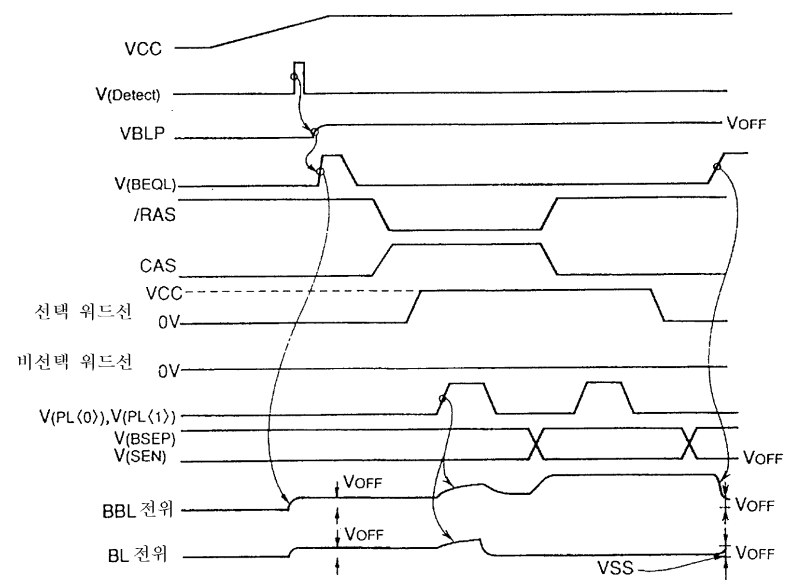 VCC
V(Detect)
VBLP
VOFF
V(BEQL)
/RAS
CAS
VCC
선택 워드선 0V
비선택 워드선 0V
V(PL〈0〉),V(PL〈1〉)
V(BSEP)
V(SEN)
VOFF
VOFF
BBL 전위
VOFF
VOFF
BL 전위
VOFF
VSS